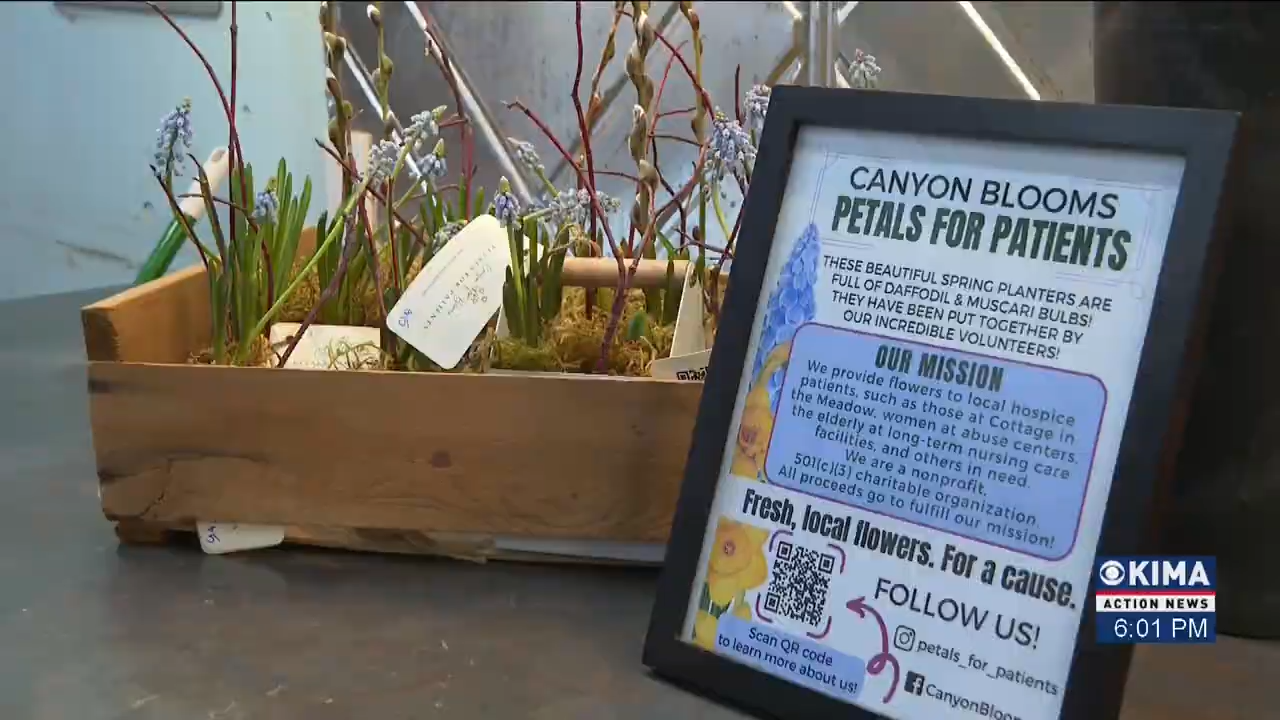 CANYON BLOOMS
PETALS FOR PATIENTS
THESE BEAUTIFUL SPRING PLANTERS ARE
FULL OF DAFFODIL & MUSCARI BULBS!
THEY HAVE BEEN PUT TOGETHER BY
OUR INCREDIBLE VOLUNTEERS!
OUR MISSION
We provide flowers to local hospice
patients, such as those at Cottage in
the Meadow, women at abuse centers,
the elderly at long-term nursing care
facilities, and others in need.
We are a nonprofit,
501(c)(3) charitable organization.
All proceeds go to fulfill our mission!
Fresh, local flowers. For a cause.
FOLLOW US!
Scan QR code
to learn more about us!
petals_for_patients
CanyonBloom
KIMA
ACTION NEWS
6:01 PM